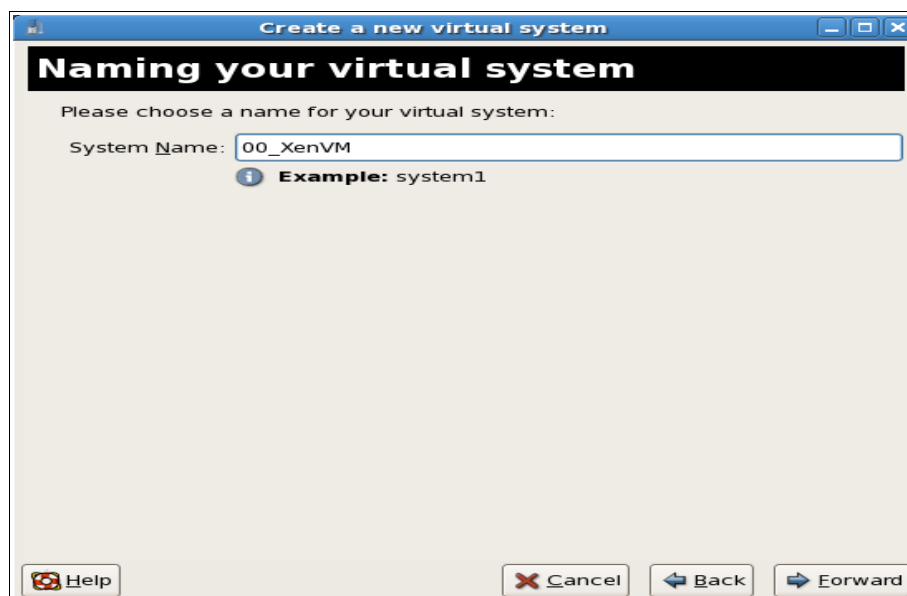 Create a new virtual system
Naming your virtual system
Please choose a name for your virtual system:
System Name: 00_XenVM
Example: system1
Help Cancel Back Forward